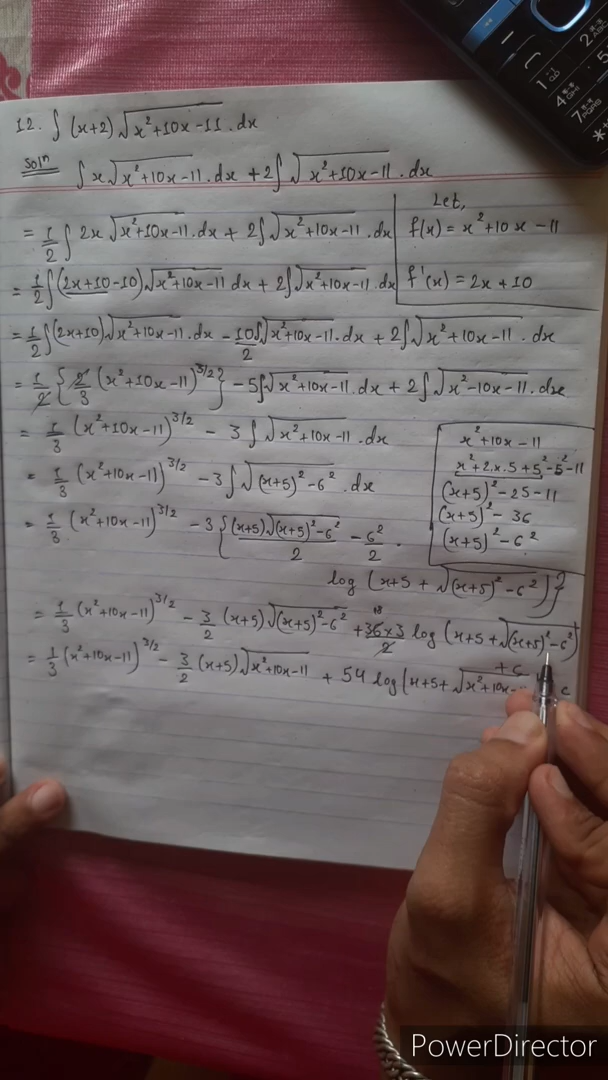 12. ∫ (x+2) √(x²+10x-11) . dx
Solⁿ ∫ x√(x²+10x-11) . dx + 2∫ √(x²+10x-11) . dx
= 1/2 ∫ 2x √(x²+10x-11) . dx + 2∫ √(x²+10x-11) . dx
Let,
f(x) = x²+10x-11
f'(x) = 2x+10
= 1/2 ∫ (2x+10-10) √(x²+10x-11) dx + 2∫ √(x²+10x-11) . dx
= 1/2 ∫ (2x+10) √(x²+10x-11) . dx - 10/2 ∫ √(x²+10x-11) . dx + 2∫ √(x²+10x-11) . dx
= 1/2 { 2/3 (x²+10x-11)^3/2 } - 5∫ √(x²+10x-11) . dx + 2∫ √(x²-10x-11) . dx
= 1/3 (x²+10x-11)^3/2 - 3 ∫ √(x²+10x-11) . dx
= 1/3 (x²+10x-11)^3/2 - 3∫ √((x+5)²-6²) . dx
x²+10x-11
x²+2.x.5+5²-5²-11
(x+5)²-25-11
(x+5)²-36
(x+5)²-6²
= 1/3 (x²+10x-11)^3/2 - 3 { (x+5)√((x+5)²-6²)/2 - 6²/2 .
log (x+5 + √((x+5)²-6²)) }
= 1/3 (x²+10x-11)^3/2 - 3/2 (x+5) √((x+5)²-6²) + 18 36×3/2 log (x+5+√((x+5)²-6²))
+c
= 1/3 (x²+10x-11)^3/2 - 3/2 (x+5) √(x²+10x-11) + 54 log (x+5+ √(x²+10x- c
PowerDirector